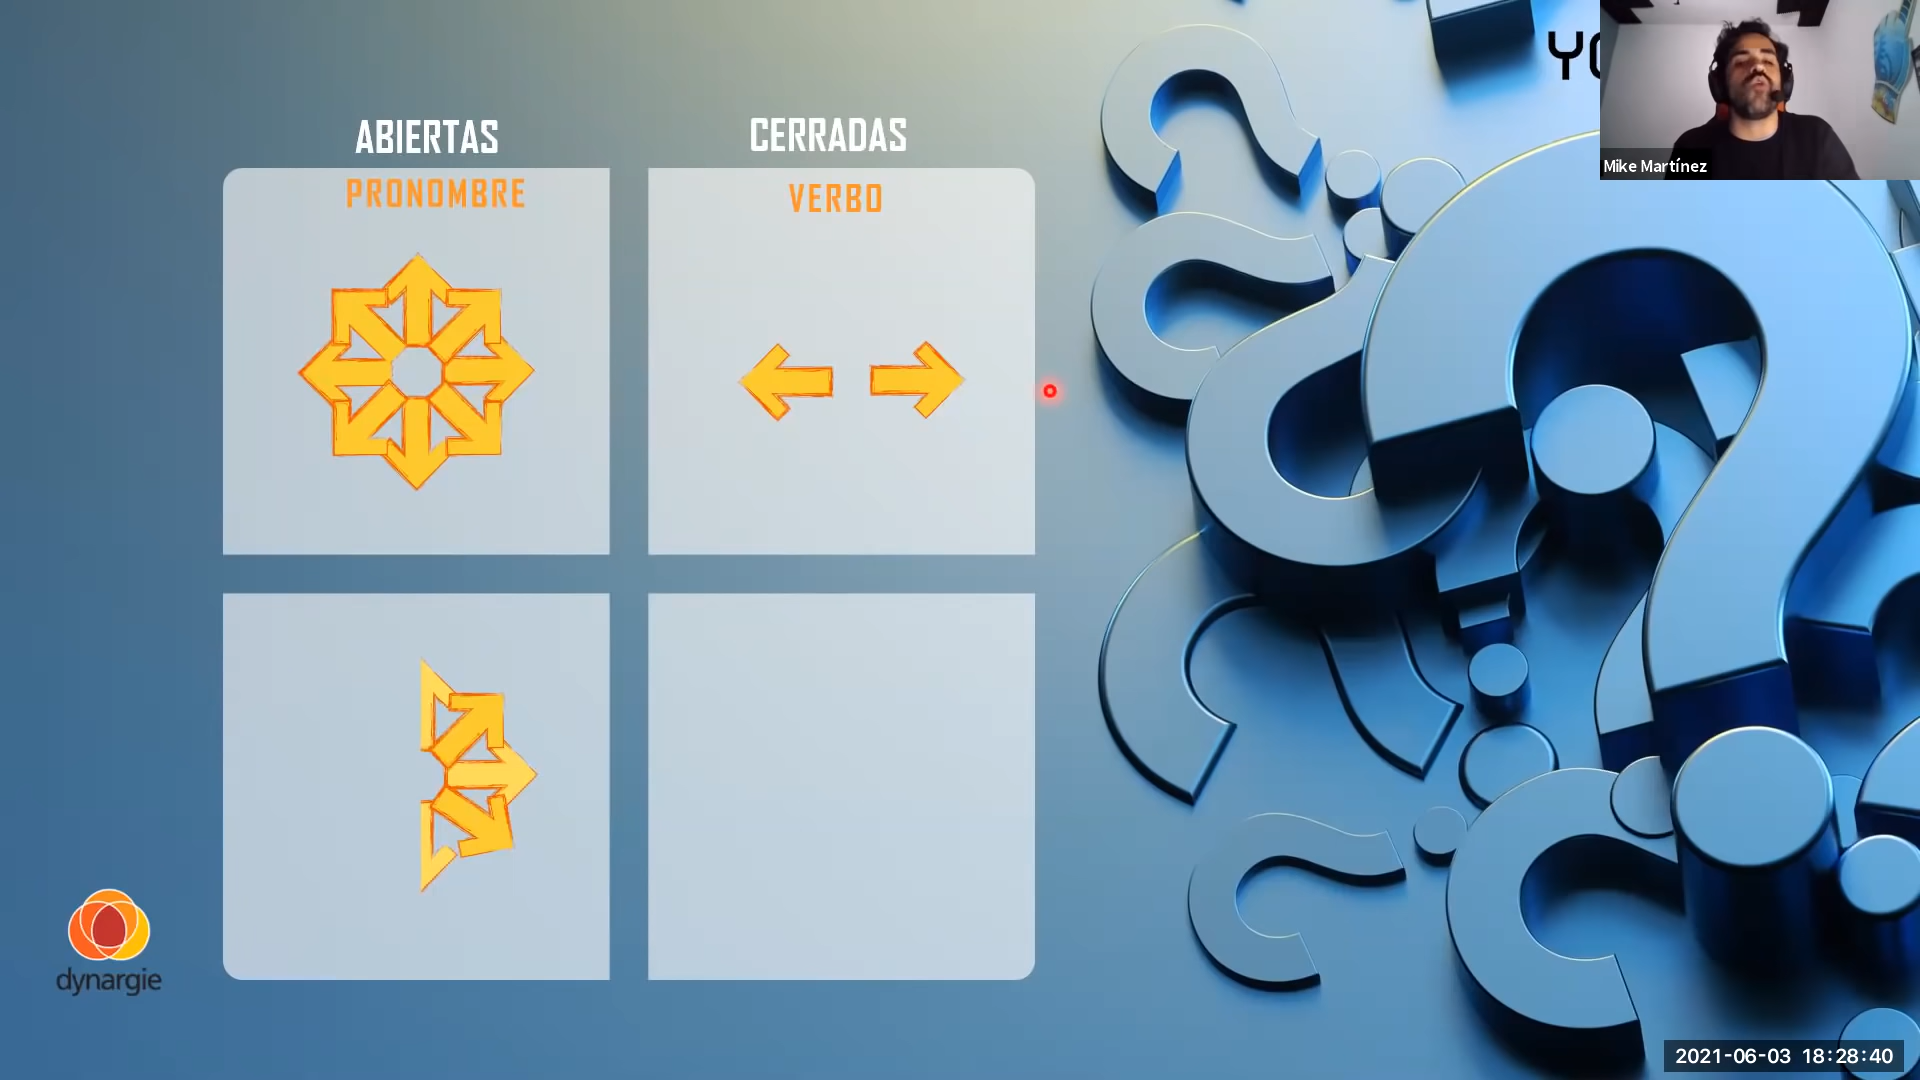 ABIERTAS
CERRADAS
PRONOMBRE
VERBO
Mike Martínez
dynargie
2021-06-03 18:28:40